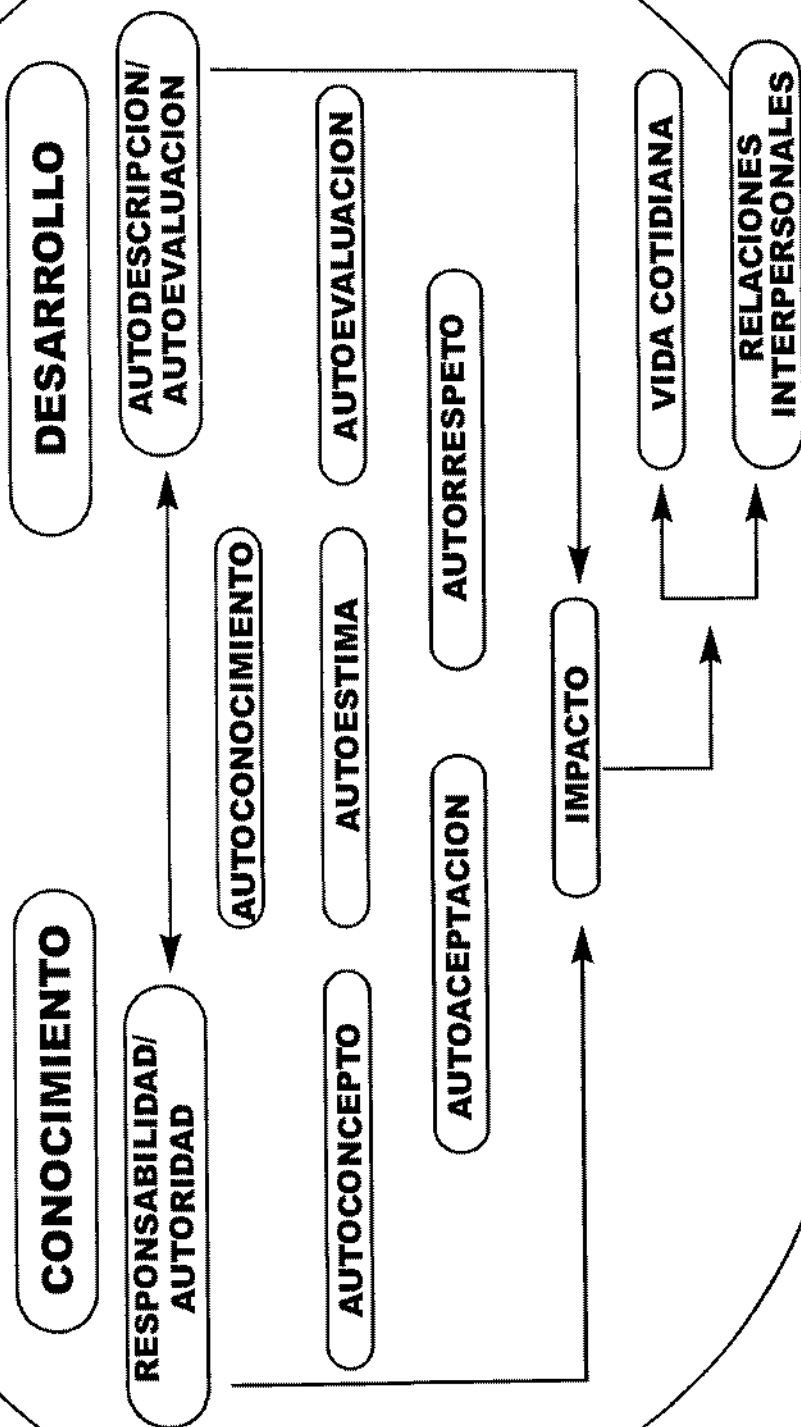 CONOCIMIENTO
DESARROLLO
RESPONSABILIDAD/
AUTORIDAD
AUTODESCRIPCION/
AUTOEVALUACION
AUTOCONOCIMIENTO
AUTOCONCEPTO
AUTOESTIMA
AUTOEVALUACION
AUTOACEPTACION
AUTORRESPETO
IMPACTO
VIDA COTIDIANA
RELACIONES
INTERPERSONALES